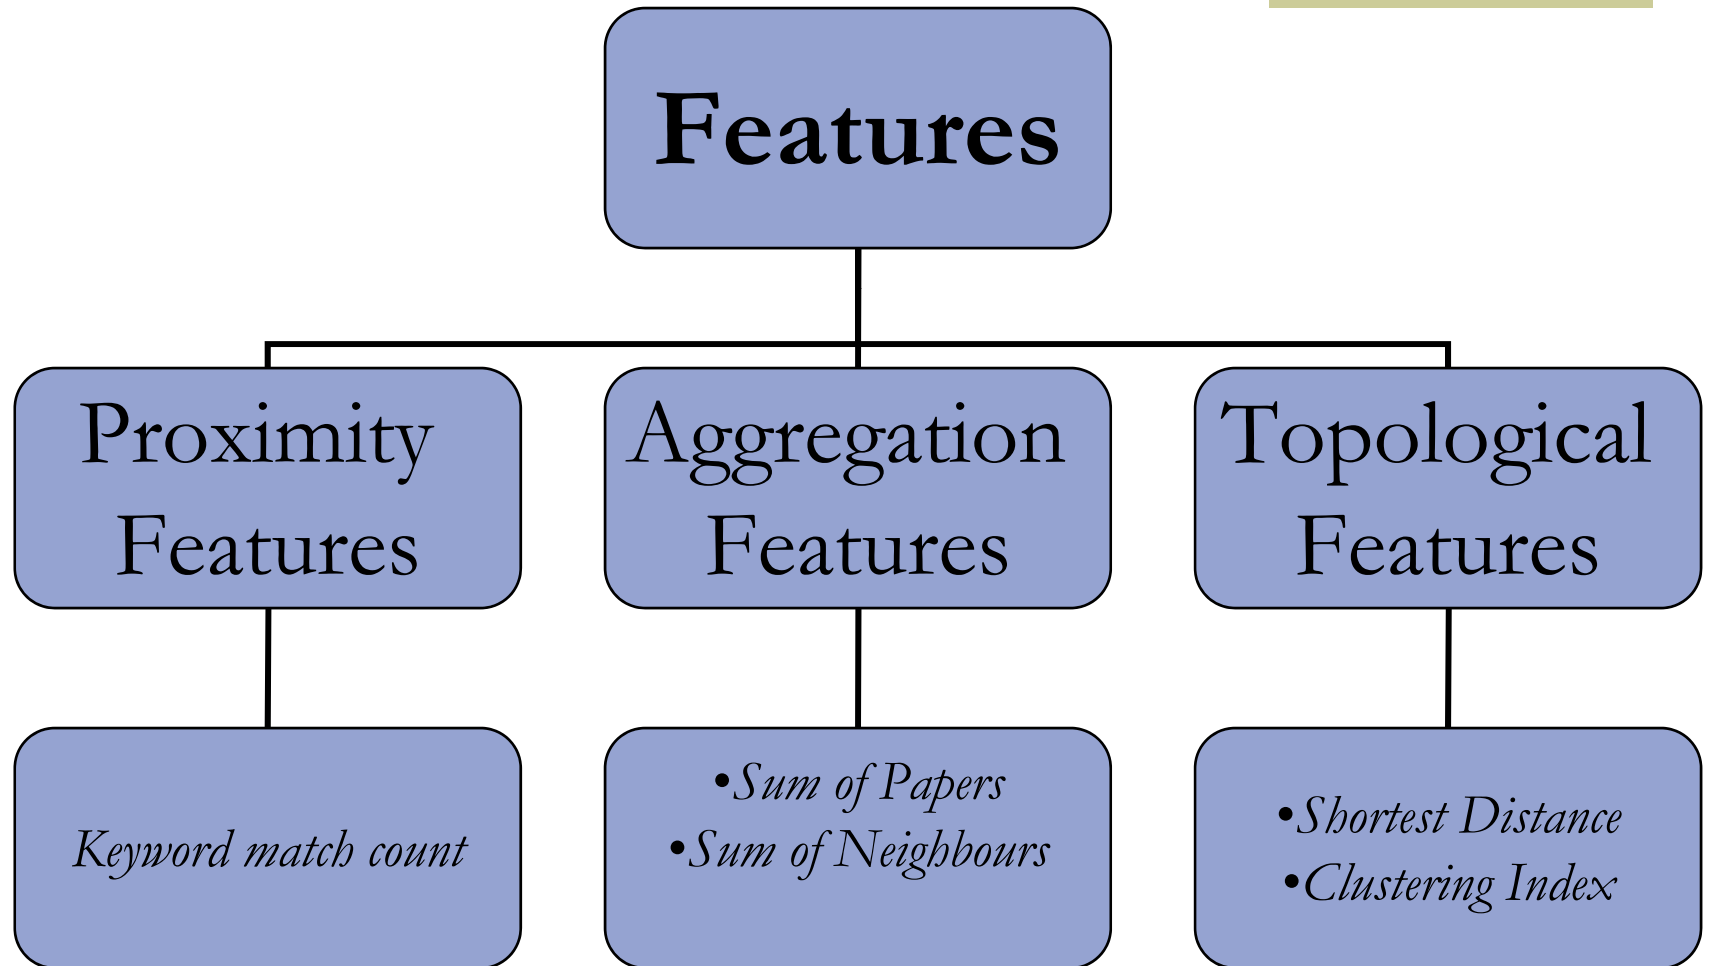 Features
Proximity
Features
Aggregation
Features
Topological
Features
Keyword match count
•Sum of Papers
•Sum of Neighbours
•Shortest Distance
•Clustering Index